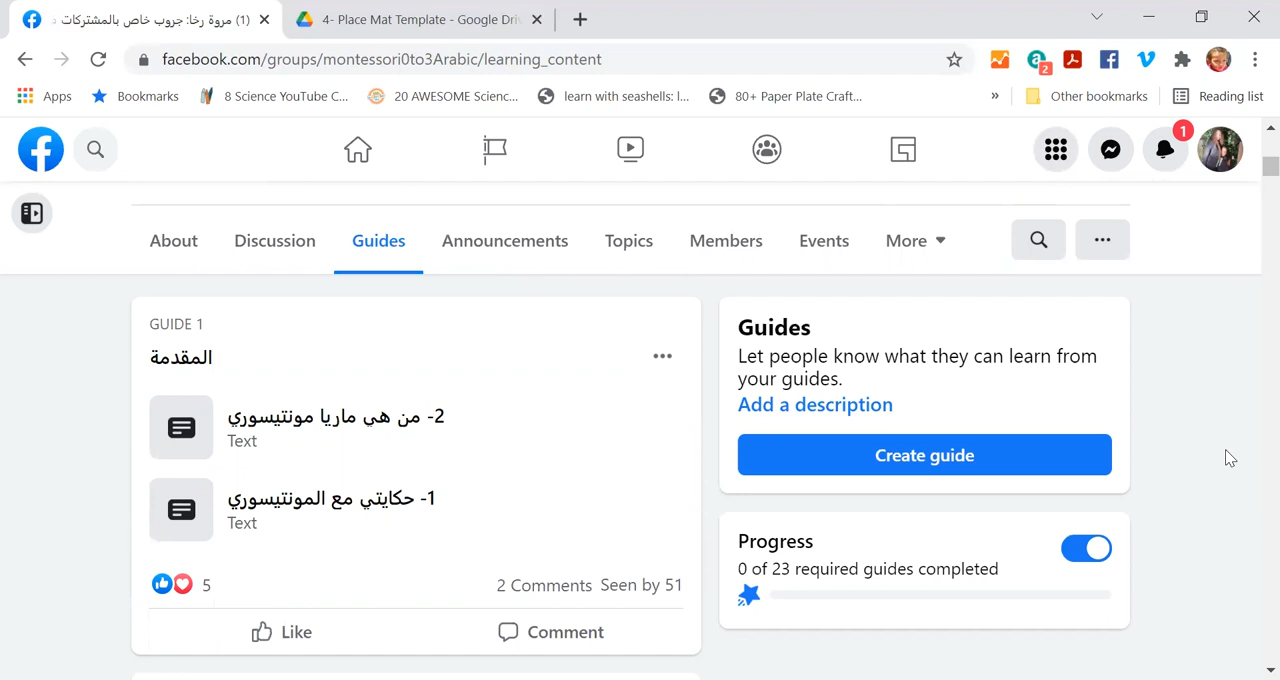 (1) مروة رخا: جروب خاص بالمشتركات
4- Place Mat Template - Google Dri
facebook.com/groups/montessori0to3Arabic/learning_content
2
Apps
Bookmarks
8 Science YouTube C...
20 AWESOME Scienc...
learn with seashells: l...
80+ Paper Plate Craft...
»
Other bookmarks
Reading list
1
About
Discussion
Guides
Announcements
Topics
Members
Events
More
GUIDE 1
المقدمة
2- من هي ماريا مونتيسوري
Text
1- حكايتي مع المونتيسوري
Text
5
2 Comments
Seen by 51
Like
Comment
Guides
Let people know what they can learn from
your guides.
Add a description
Create guide
Progress
0 of 23 required guides completed